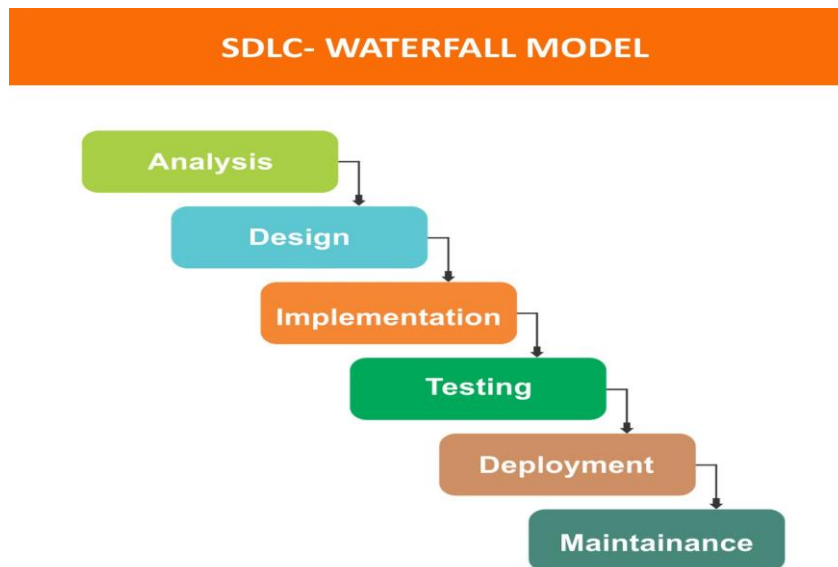 SDLC- WATERFALL MODEL
Analysis
Design
Implementation
Testing
Deployment
Maintainance